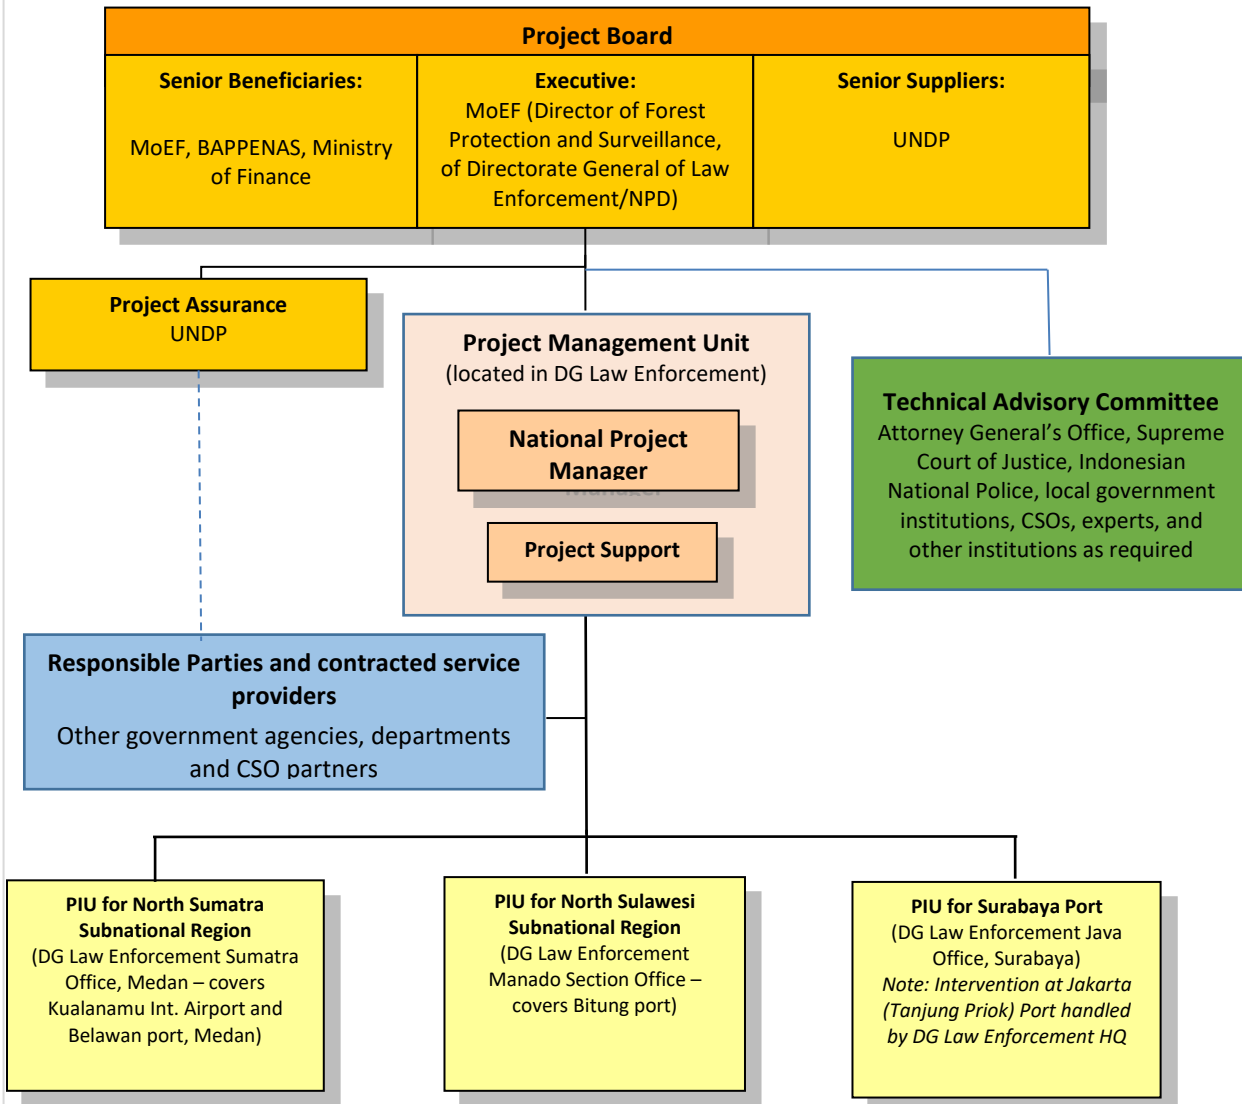 Project Board
Senior Beneficiaries:
MoEF, BAPPENAS, Ministry
of Finance
Executive:
MoEF (Director of Forest
Protection and Surveillance,
of Directorate General of Law
Enforcement/NPD)
Senior Suppliers:
UNDP
Project Assurance
UNDP
Project Management Unit
(located in DG Law Enforcement)
National Project
Manager
Project Support
Technical Advisory Committee
Attorney General’s Office, Supreme
Court of Justice, Indonesian
National Police, local government
institutions, CSOs, experts, and
other institutions as required
Responsible Parties and contracted service
providers
Other government agencies, departments
and CSO partners
PIU for North Sumatra
Subnational Region
(DG Law Enforcement Sumatra
Office, Medan – covers
Kualanamu Int. Airport and
Belawan port, Medan)
PIU for North Sulawesi
Subnational Region
(DG Law Enforcement
Manado Section Office –
covers Bitung port)
PIU for Surabaya Port
(DG Law Enforcement Java
Office, Surabaya)
Note: Intervention at Jakarta
(Tanjung Priok) Port handled
by DG Law Enforcement HQ